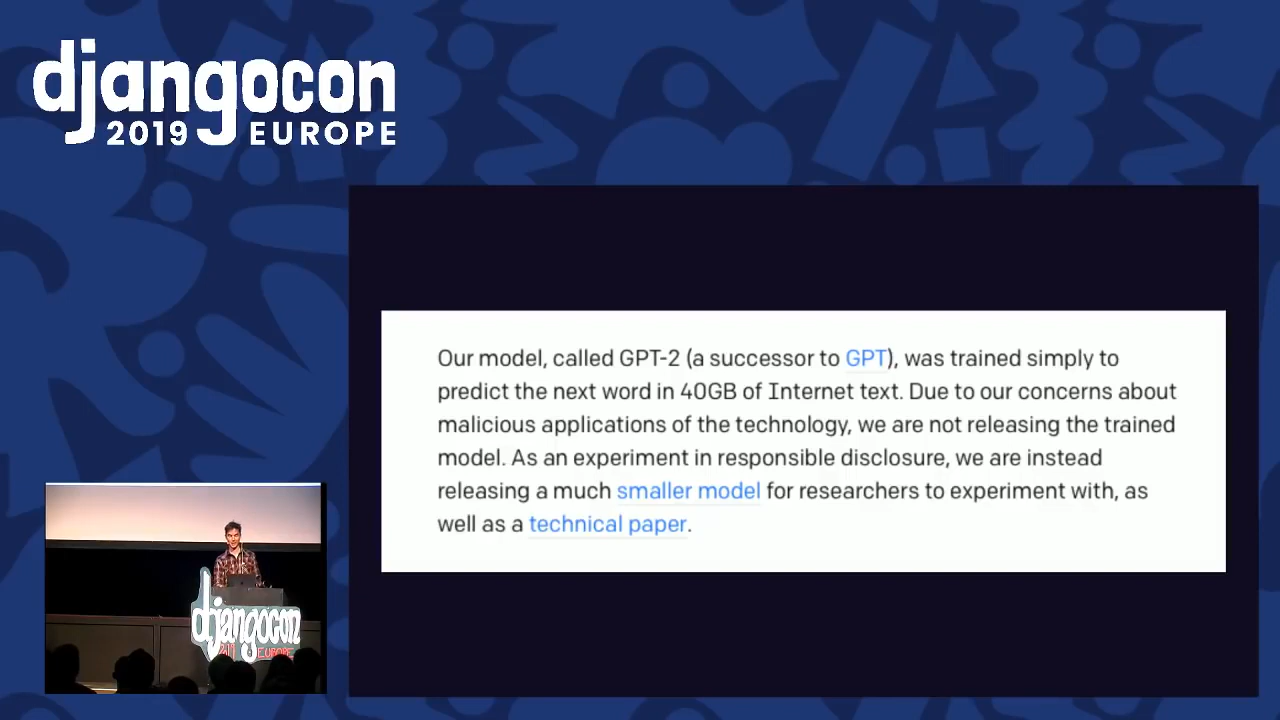 djangocon
2019 EUROPE
Our model, called GPT-2 (a successor to GPT), was trained simply to
predict the next word in 40GB of Internet text. Due to our concerns about
malicious applications of the technology, we are not releasing the trained
model. As an experiment in responsible disclosure, we are instead
releasing a much smaller model for researchers to experiment with, as
well as a technical paper.
djangocon
2019 EUROPE